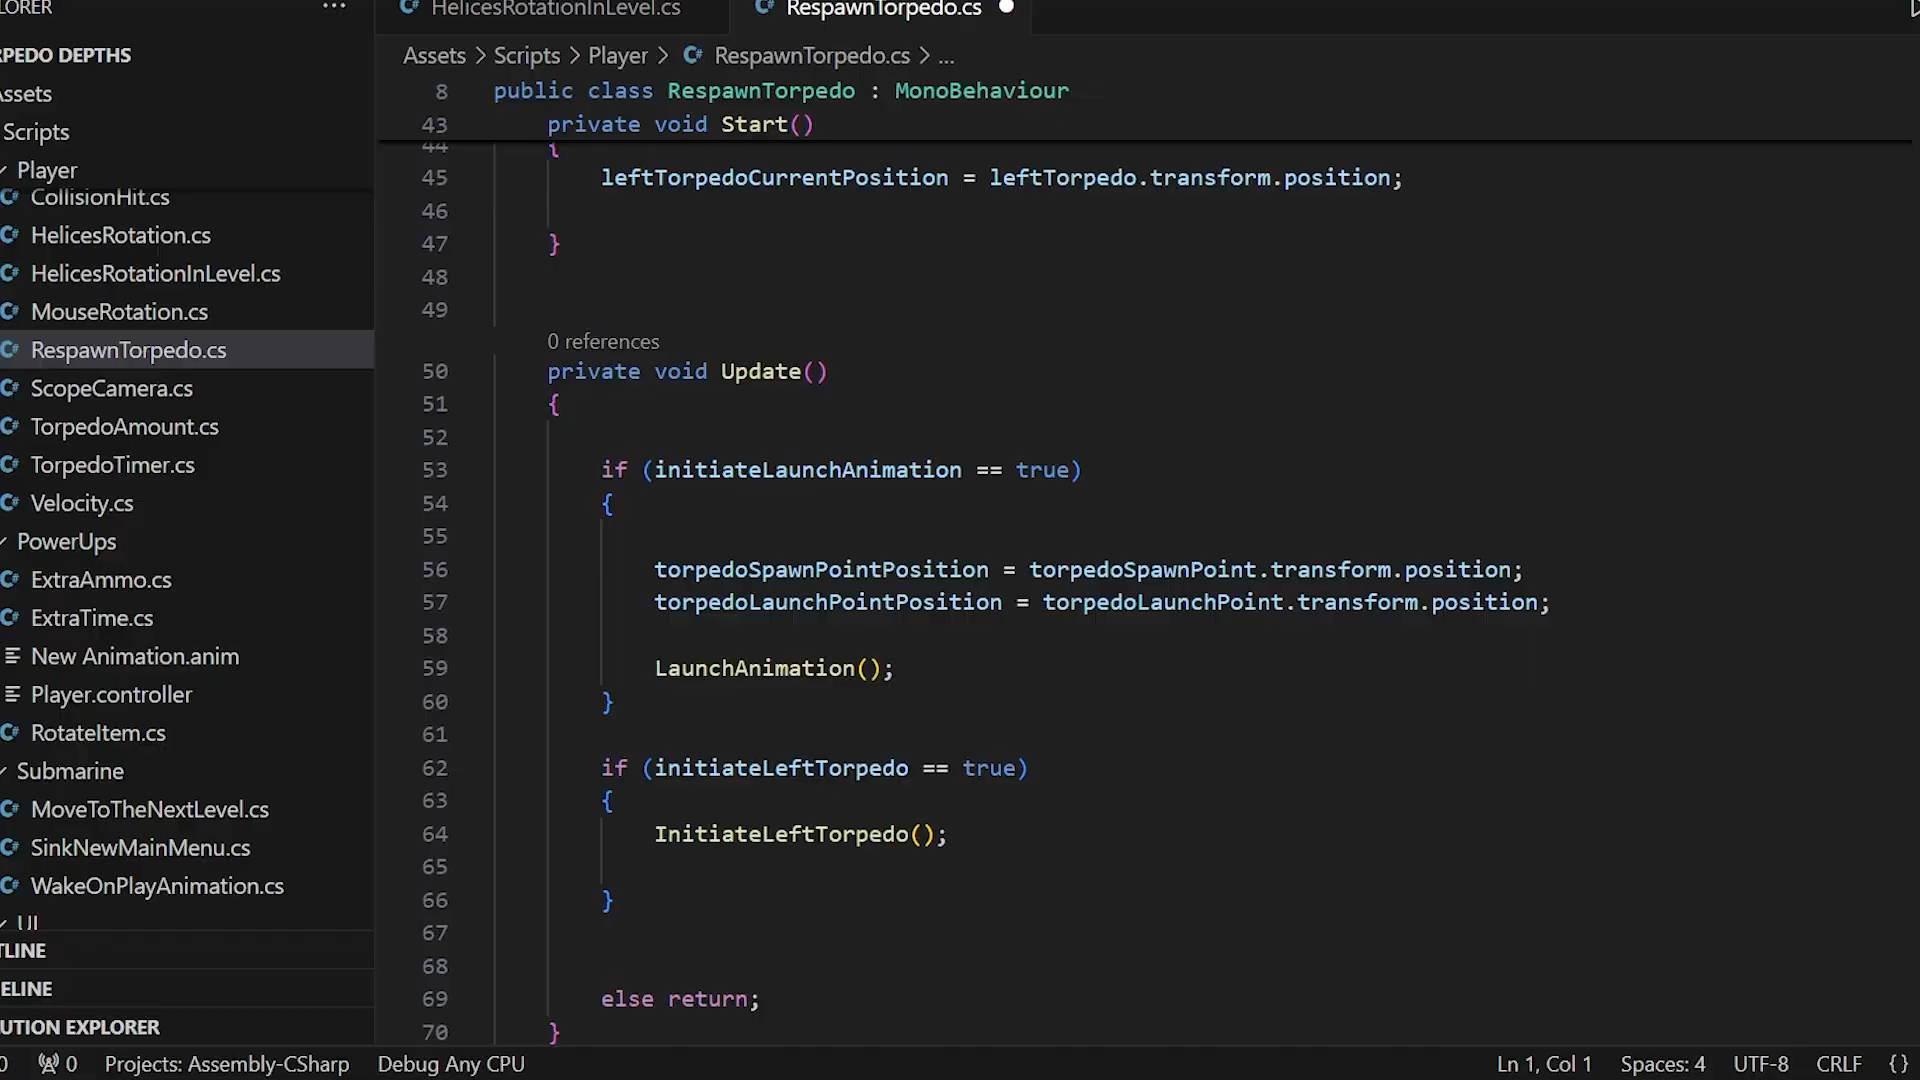 LORER ...
RPEDO DEPTHS
Assets
Scripts
Player
CollisionHit.cs
HelicesRotation.cs
HelicesRotationInLevel.cs
MouseRotation.cs
RespawnTorpedo.cs
ScopeCamera.cs
TorpedoAmount.cs
TorpedoTimer.cs
Velocity.cs
PowerUps
ExtraAmmo.cs
ExtraTime.cs
New Animation.anim
Player.controller
RotateItem.cs
Submarine
MoveToTheNextLevel.cs
SinkNewMainMenu.cs
WakeOnPlayAnimation.cs
UI
TLINE
ELINE
UTION EXPLORER
HelicesRotationInLevel.cs
RespawnTorpedo.cs
Assets > Scripts > Player > RespawnTorpedo.cs > ...
8 public class RespawnTorpedo : MonoBehaviour
43 private void Start()
44 {
45 leftTorpedoCurrentPosition = leftTorpedo.transform.position;
46
47 }
48
49
0 references
50 private void Update()
51 {
52
53 if (initiateLaunchAnimation == true)
54 {
55
56 torpedoSpawnPointPosition = torpedoSpawnPoint.transform.position;
57 torpedoLaunchPointPosition = torpedoLaunchPoint.transform.position;
58
59 LaunchAnimation();
60 }
61
62 if (initiateLeftTorpedo == true)
63 {
64 InitiateLeftTorpedo();
65
66 }
67
68
69 else return;
70 }
0 0 Projects: Assembly-CSharp Debug Any CPU Ln 1, Col 1 Spaces: 4 UTF-8 CRLF {}